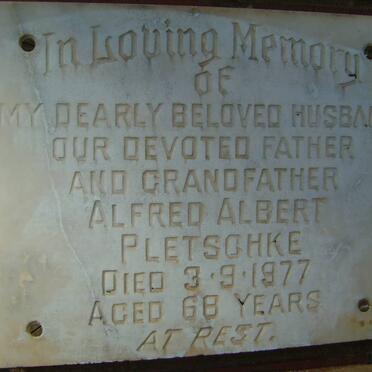 In Loving Memory
OF
MY DEARLY BELOVED HUSBA
OUR DEVOTED FATHER
AND GRANDFATHER
ALFRED ALBERT
PLETSCHKE
DIED 3·9·1977
AGED 68 YEARS
AT REST.